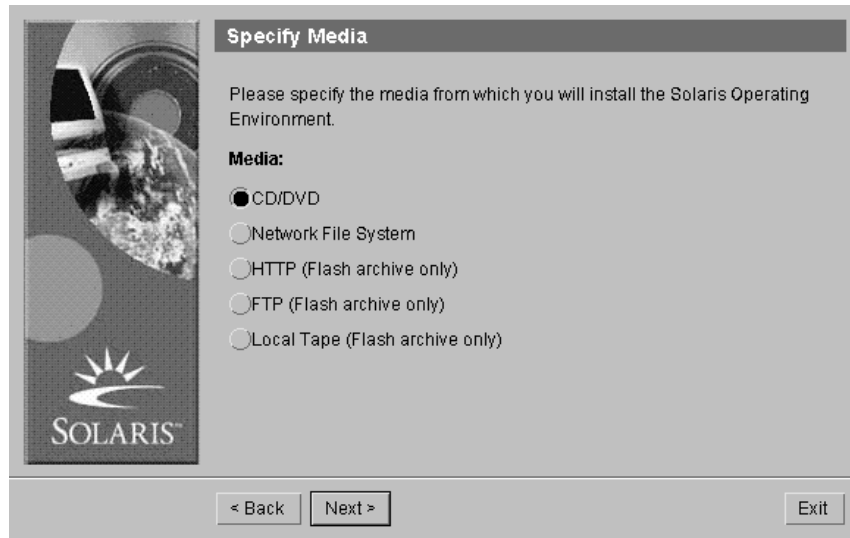 Specify Media
Please specify the media from which you will install the Solaris Operating
Environment.
Media:
CD/DVD
Network File System
HTTP (Flash archive only)
FTP (Flash archive only)
Local Tape (Flash archive only)
SOLARIS™
< Back
Next >
Exit